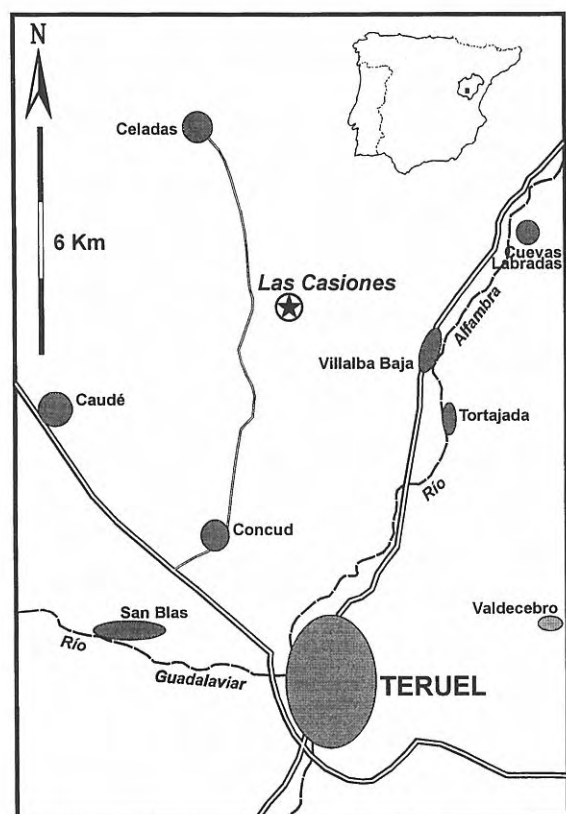 N
Celadas
6 Km
Cuevas
Labradas
Las Casiones
Alfambra
Villalba Baja
Caudé
Tortajada
Río
Concud
San Blas
Valdecebro
Río
Guadalaviar
TERUEL